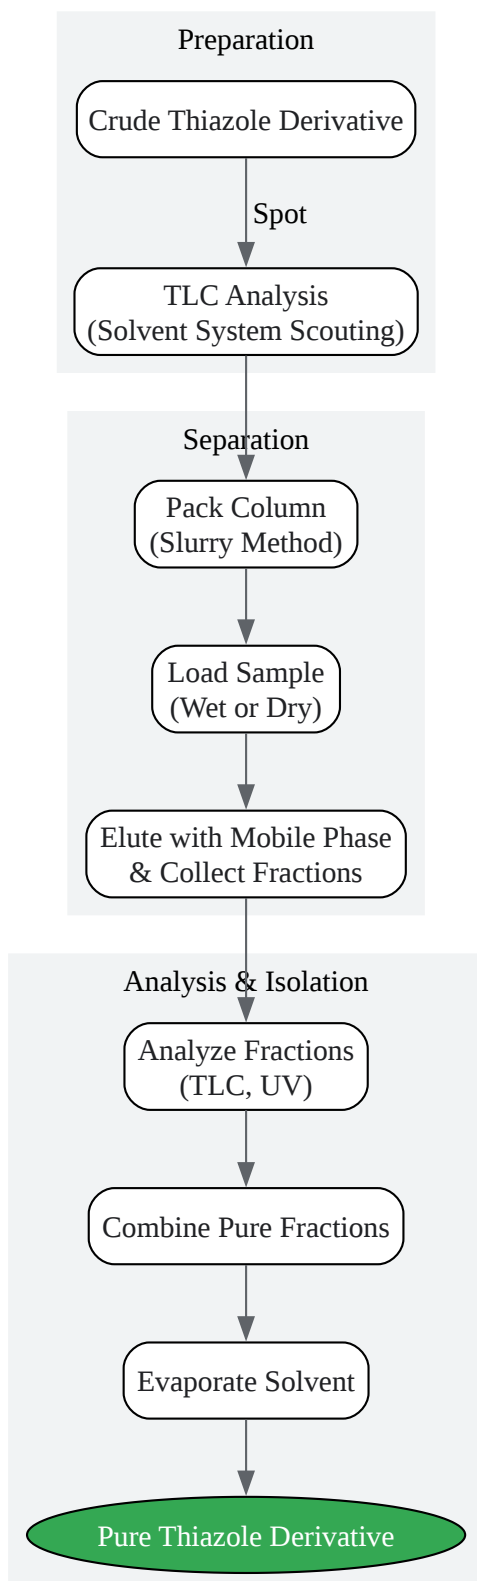 Preparation
Crude Thiazole Derivative
Spot
TLC Analysis
(Solvent System Scouting)
Separation
Pack Column
(Slurry Method)
Load Sample
(Wet or Dry)
Elute with Mobile Phase
& Collect Fractions
Analysis & Isolation
Analyze Fractions
(TLC, UV)
Combine Pure Fractions
Evaporate Solvent
Pure Thiazole Derivative